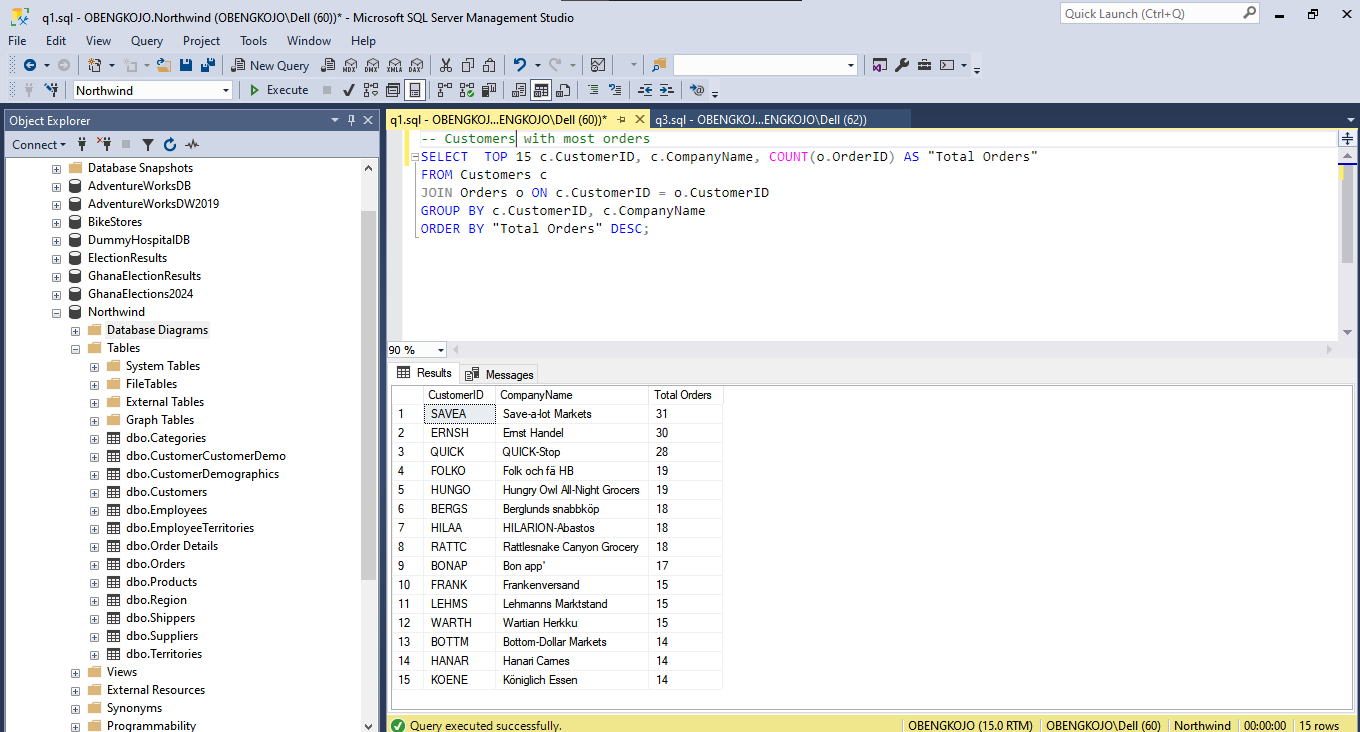 q1.sql - OBENGKOJO.Northwind (OBENGKOJO\Dell (60))* - Microsoft SQL Server Management Studio
Quick Launch (Ctrl+Q)
File Edit View Query Project Tools Window Help
New Query MDX DMX XMLA DAX
Northwind Execute
Object Explorer
Connect
Database Snapshots
AdventureWorksDB
AdventureWorksDW2019
BikeStores
DummyHospitalDB
ElectionResults
GhanaElectionResults
GhanaElections2024
Northwind
Database Diagrams
Tables
System Tables
FileTables
External Tables
Graph Tables
dbo.Categories
dbo.CustomerCustomerDemo
dbo.CustomerDemographics
dbo.Customers
dbo.Employees
dbo.EmployeeTerritories
dbo.Order Details
dbo.Orders
dbo.Products
dbo.Region
dbo.Shippers
dbo.Suppliers
dbo.Territories
Views
External Resources
Synonyms
Programmability
q1.sql - OBENGKOJ...ENGKOJO\Dell (60))* q3.sql - OBENGKOJ...ENGKOJO\Dell (62))
-- Customers with most orders
SELECT  TOP 15 c.CustomerID, c.CompanyName, COUNT(o.OrderID) AS "Total Orders"
FROM Customers c
JOIN Orders o ON c.CustomerID = o.CustomerID
GROUP BY c.CustomerID, c.CompanyName
ORDER BY "Total Orders" DESC;
90 %
Results Messages
CustomerID CompanyName Total Orders
1 SAVEA Save-a-lot Markets 31
2 ERNSH Ernst Handel 30
3 QUICK QUICK-Stop 28
4 FOLKO Folk och fä HB 19
5 HUNGO Hungry Owl All-Night Grocers 19
6 BERGS Berglunds snabbköp 18
7 HILAA HILARION-Abastos 18
8 RATTC Rattlesnake Canyon Grocery 18
9 BONAP Bon app' 17
10 FRANK Frankenversand 15
11 LEHMS Lehmanns Marktstand 15
12 WARTH Wartian Herkku 15
13 BOTTM Bottom-Dollar Markets 14
14 HANAR Hanari Carnes 14
15 KOENE Königlich Essen 14
Query executed successfully. OBENGKOJO (15.0 RTM) OBENGKOJO\Dell (60) Northwind 00:00:00 15 rows